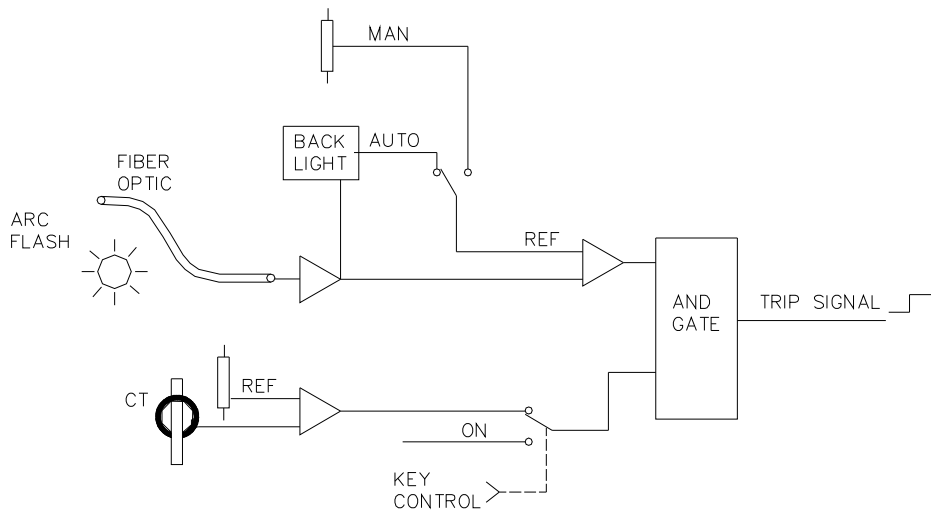 MAN
BACK
LIGHT
AUTO
FIBER
OPTIC
ARC
FLASH
REF
AND
GATE
TRIP SIGNAL
CT
REF
ON
KEY
CONTROL